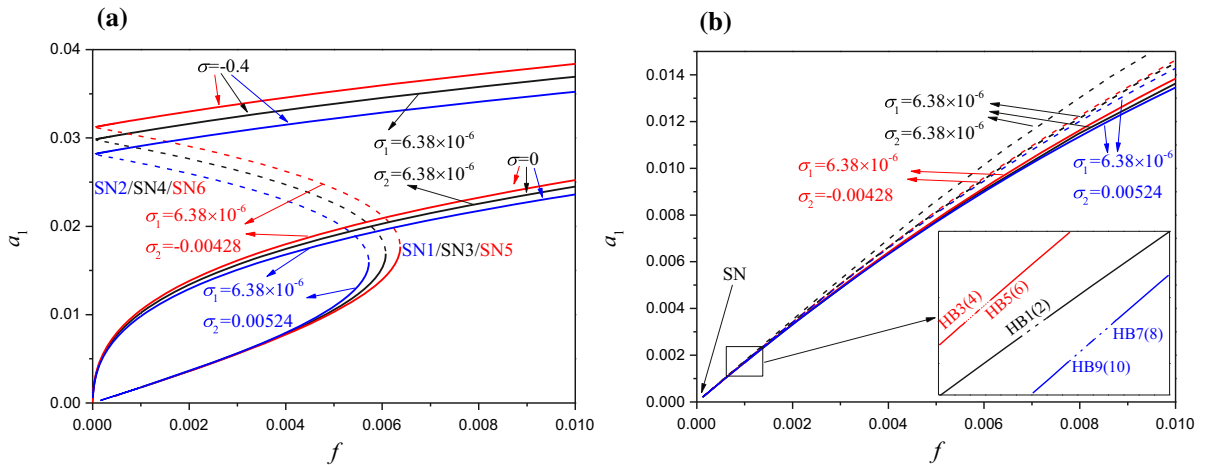 (a)
0.04
0.03
0.02
0.01
0.00
a₁
σ=-0.4
σ₁=6.38×10⁻⁶
σ₂=6.38×10⁻⁶
σ=0
SN2/SN4/SN6
σ₁=6.38×10⁻⁶
σ₂=-0.00428
SN1/SN3/SN5
σ₁=6.38×10⁻⁶
σ₂=0.00524
0.000 0.002 0.004 0.006 0.008 0.010
f
(b)
0.014
0.012
0.010
0.008
0.006
0.004
0.002
0.000
a₁
σ₁=6.38×10⁻⁶
σ₂=6.38×10⁻⁶
σ₁=6.38×10⁻⁶
σ₂=-0.00428
σ₁=6.38×10⁻⁶
σ₂=0.00524
SN
HB3(4)
HB5(6)
HB1(2)
HB7(8)
HB9(10)
0.000 0.002 0.004 0.006 0.008 0.010
f